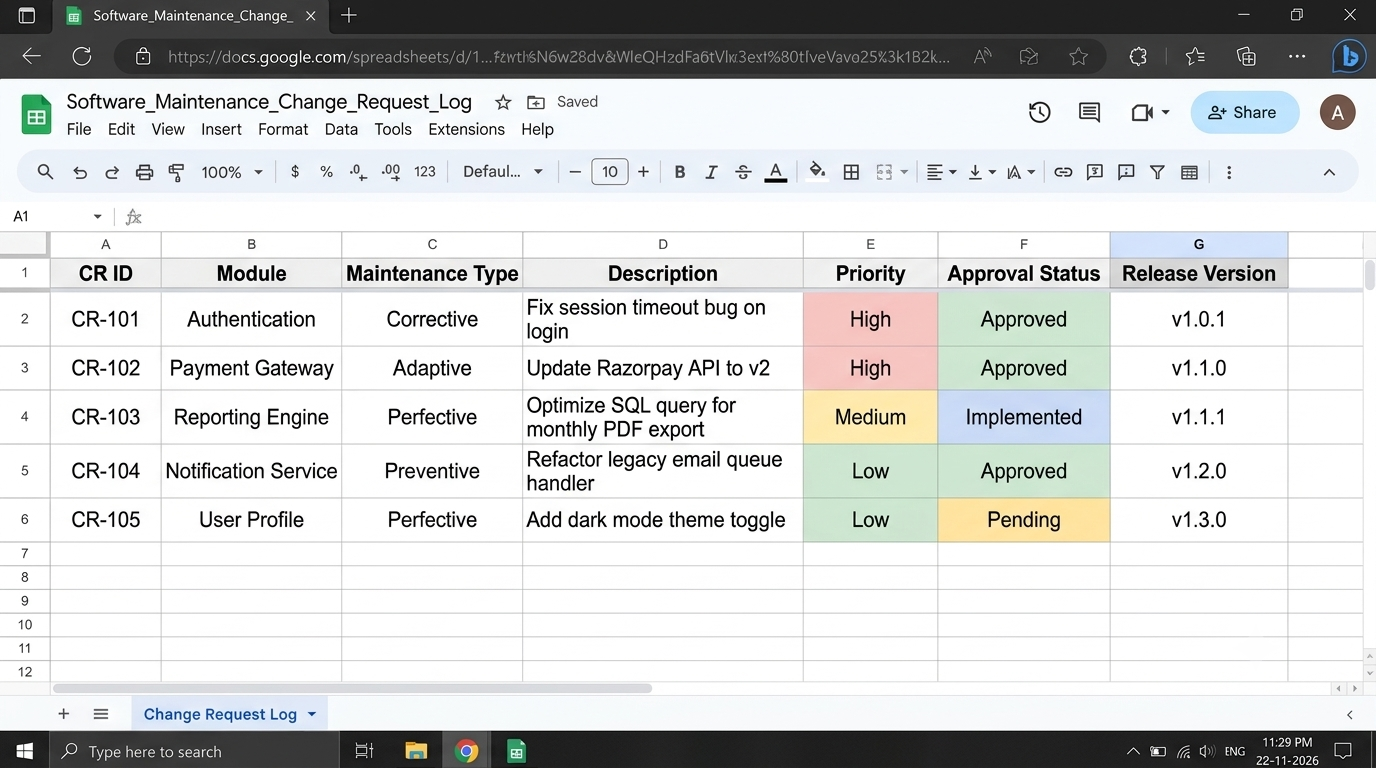 Software_Maintenance_Change_
https://docs.google.com/spreadsheets/d/1...
Software_Maintenance_Change_Request_Log Saved
File Edit View Insert Format Data Tools Extensions Help
Share A
100% $ % .0 .00 123 Defaul... − 10 + B I S A
A1 fx
A B C D E F G
1 CR ID Module Maintenance Type Description Priority Approval Status Release Version
2 CR-101 Authentication Corrective Fix session timeout bug on login High Approved v1.0.1
3 CR-102 Payment Gateway Adaptive Update Razorpay API to v2 High Approved v1.1.0
4 CR-103 Reporting Engine Perfective Optimize SQL query for monthly PDF export Medium Implemented v1.1.1
5 CR-104 Notification Service Preventive Refactor legacy email queue handler Low Approved v1.2.0
6 CR-105 User Profile Perfective Add dark mode theme toggle Low Pending v1.3.0
7
8
9
10
11
12
Change Request Log
Type here to search
ENG
11:29 PM
22-11-2026